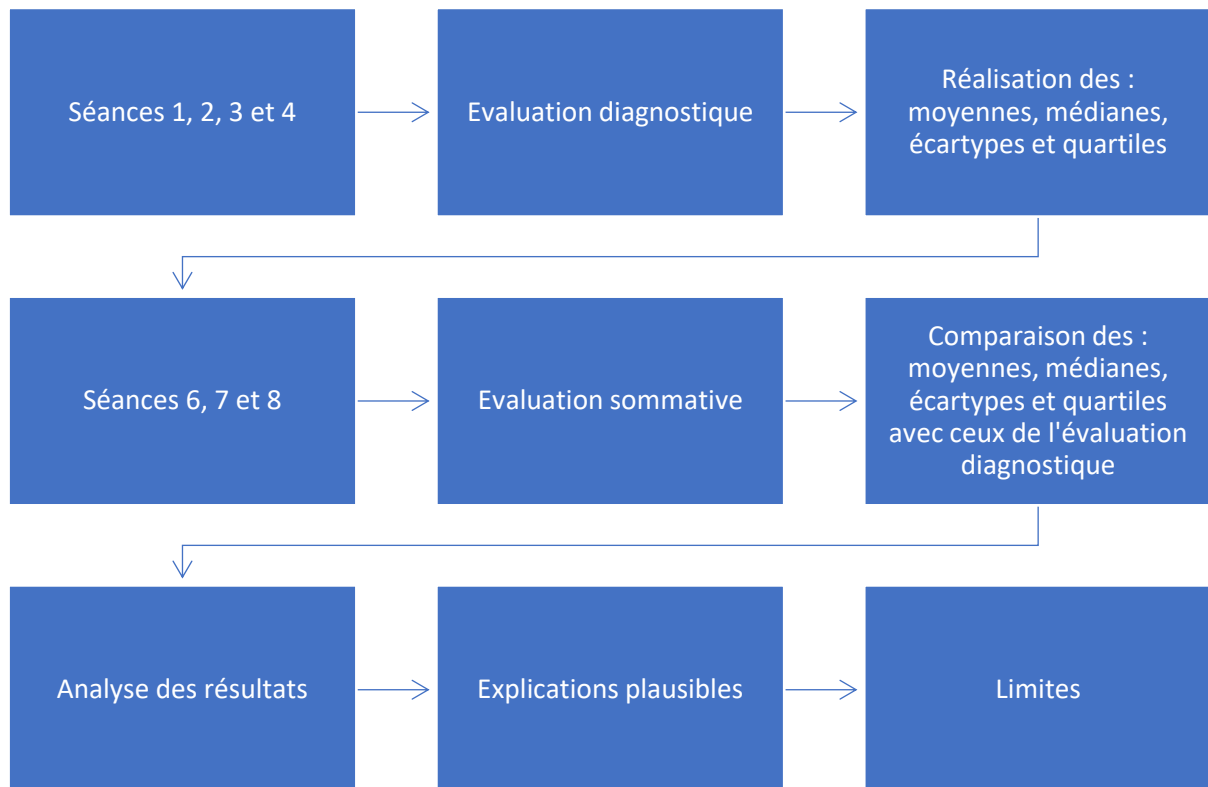 Séances 1, 2, 3 et 4
Evaluation diagnostique
Réalisation des :
moyennes, médianes,
écartypes et quartiles
Séances 6, 7 et 8
Evaluation sommative
Comparaison des :
moyennes, médianes,
écartypes et quartiles
avec ceux de l'évaluation
diagnostique
Analyse des résultats
Explications plausibles
Limites